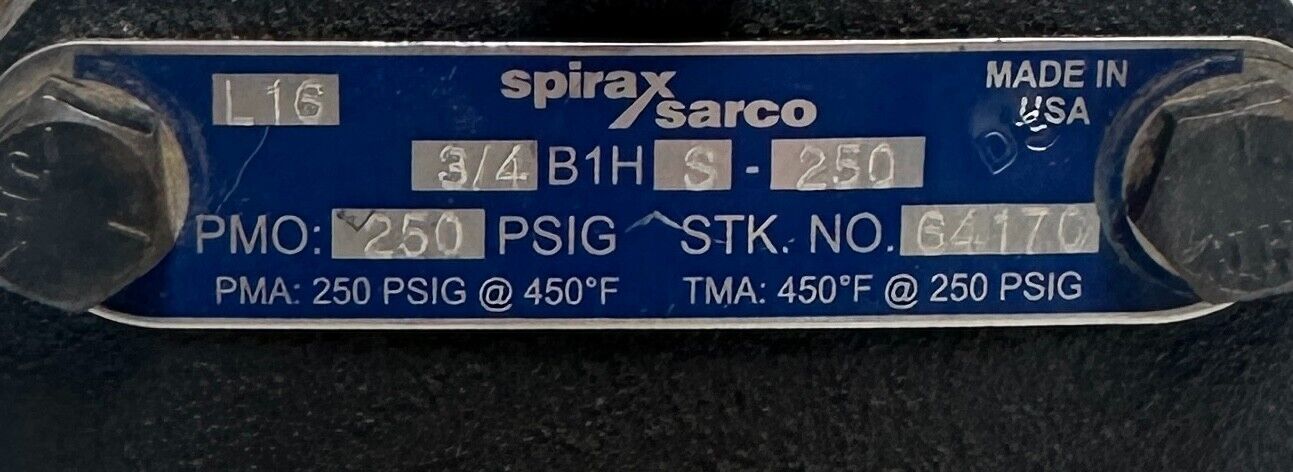 L16
spirax sarco
MADE IN
USA
3/4 B1H S - 250
PMO: 250 PSIG STK. NO. 64170
PMA: 250 PSIG @ 450°F TMA: 450°F @ 250 PSIG